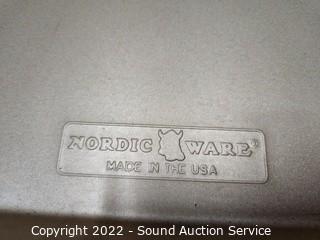 NORDIC WARE®
MADE IN THE USA
Copyright 2022 - Sound Auction Service